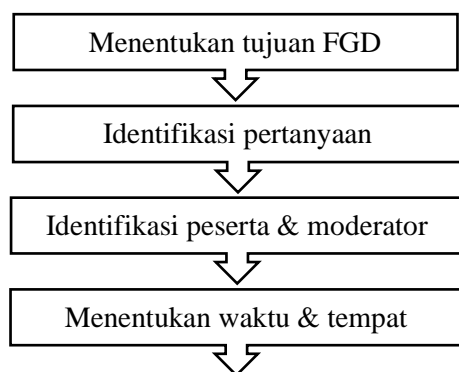 Menentukan tujuan FGD
Identifikasi pertanyaan
Identifikasi peserta & moderator
Menentukan waktu & tempat